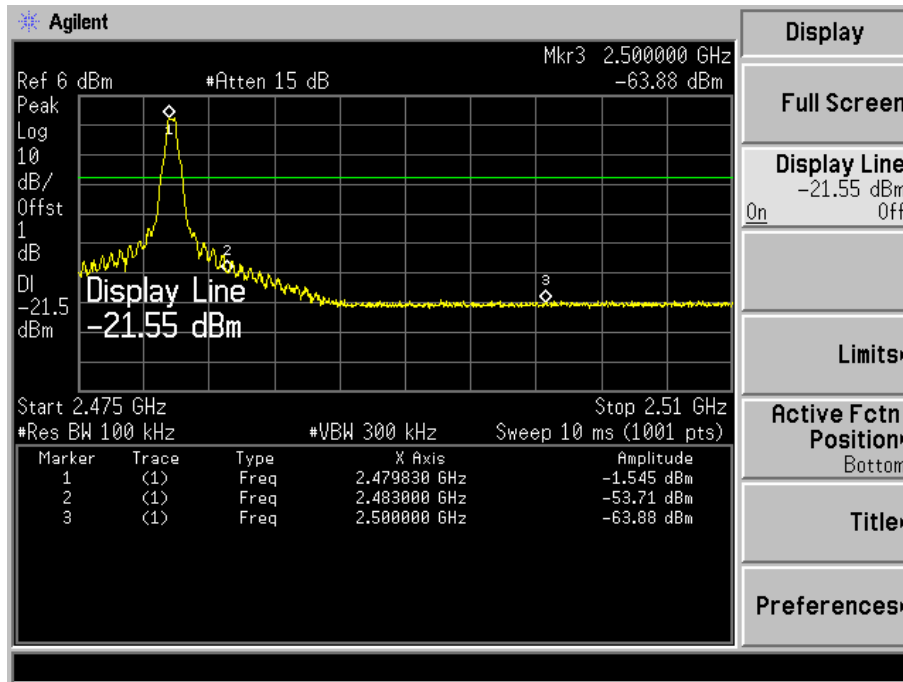 Agilent
Display
Mkr3 2.500000 GHz
Ref 6 dBm #Atten 15 dB -63.88 dBm
Peak
Log
10
dB/
Offst
1
dB
DI
-21.5
dBm
1
2
3
Display Line
-21.55 dBm
Start 2.475 GHz Stop 2.51 GHz
#Res BW 100 kHz #VBW 300 kHz Sweep 10 ms (1001 pts)
Marker Trace Type X Axis Amplitude
1 (1) Freq 2.479830 GHz -1.545 dBm
2 (1) Freq 2.483000 GHz -53.71 dBm
3 (1) Freq 2.500000 GHz -63.88 dBm
Full Screen
Display Line
-21.55 dBm
On Off
Limits
Active Fctn
Position
Bottom
Title
Preferences